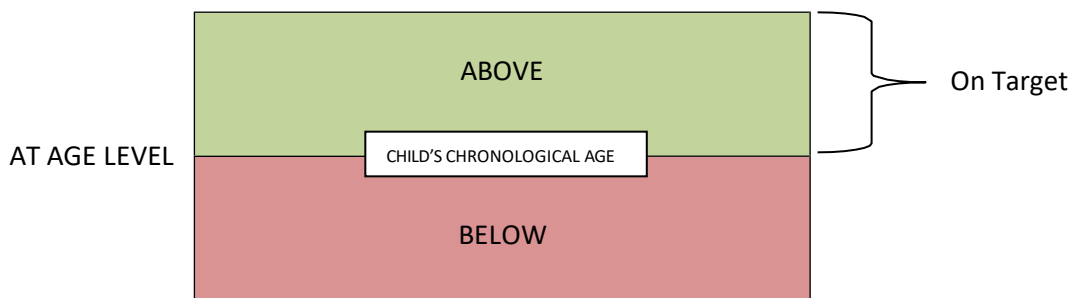 ABOVE
On Target
AT AGE LEVEL
CHILD’S CHRONOLOGICAL AGE
BELOW